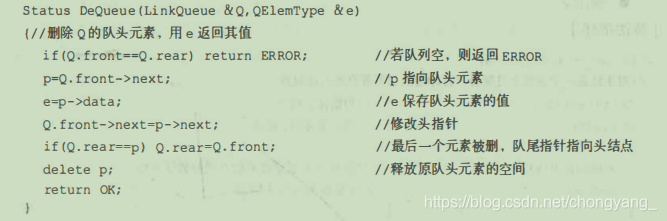 Status DeQueue(LinkQueue &Q,QElemType &e)
{//删除Q的队头元素,用e返回其值
if(Q.front==Q.rear) return ERROR; //若队列空,则返回ERROR
p=Q.front->next; //p指向队头元素
e=p->data; //e保存队头元素的值
Q.front->next=p->next; //修改头指针
if(Q.rear==p) Q.rear=Q.front; //最后一个元素被删,队尾指针指向头结点
delete p; //释放原队头元素的空间
return OK;
}
https://blog.csdn.net/chongyang_